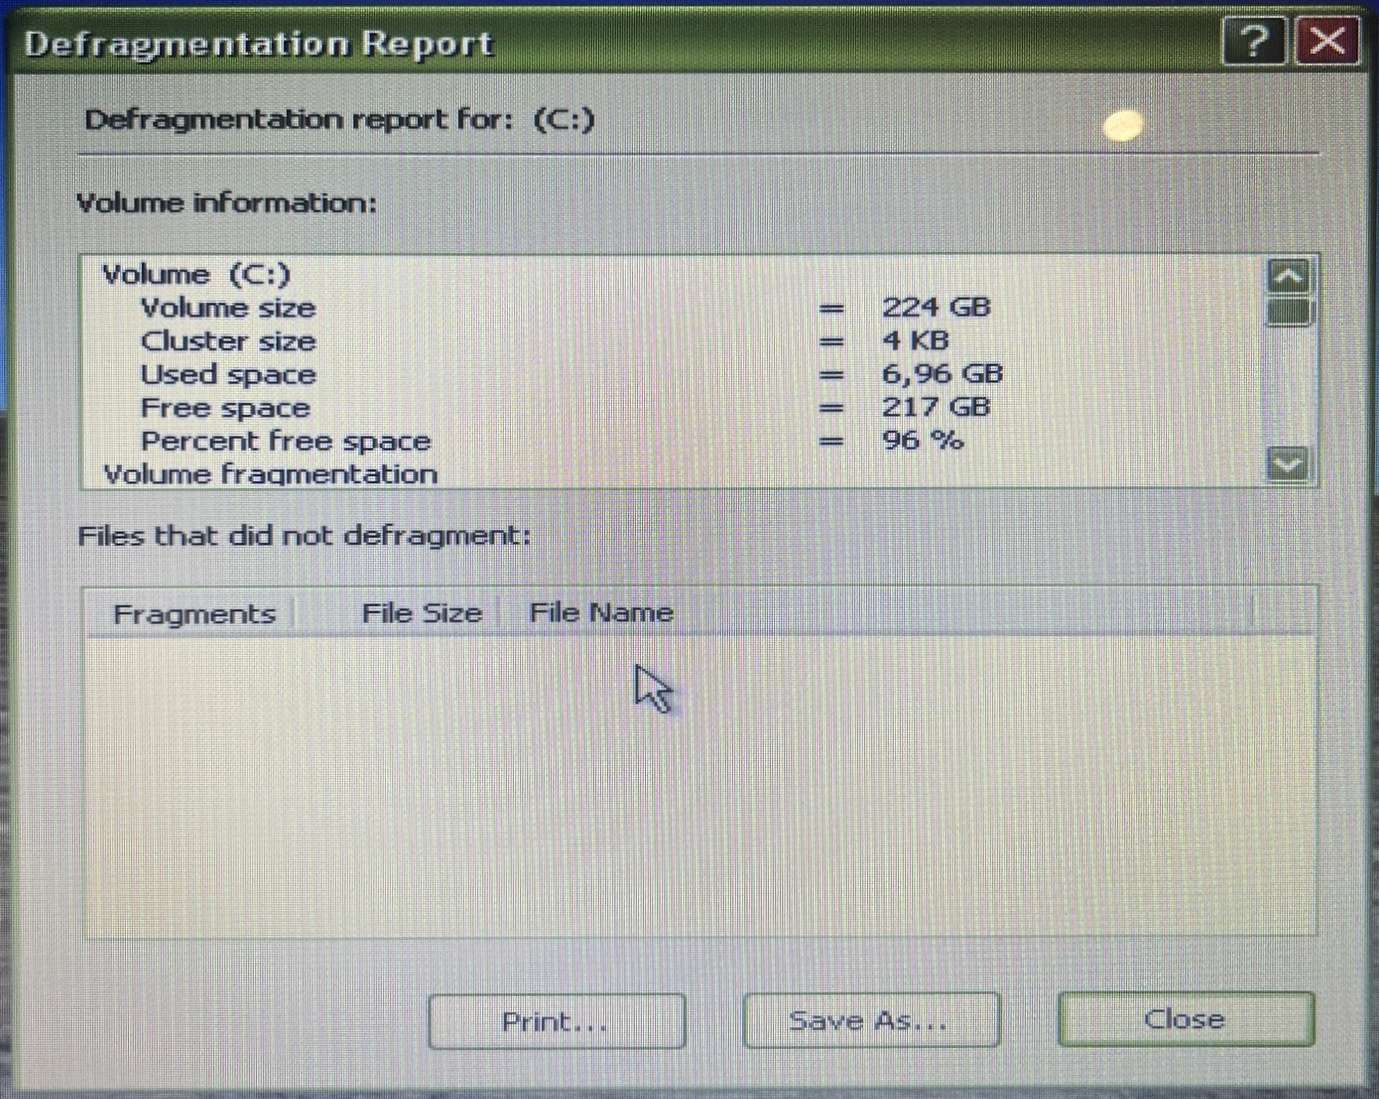 Defragmentation Report
Defragmentation report for: (C:)
Volume information:
Volume (C:)
Volume size = 224 GB
Cluster size = 4 KB
Used space = 6,96 GB
Free space = 217 GB
Percent free space = 96 %
Volume fragmentation
Files that did not defragment:
Fragments File Size File Name
Print... Save As... Close